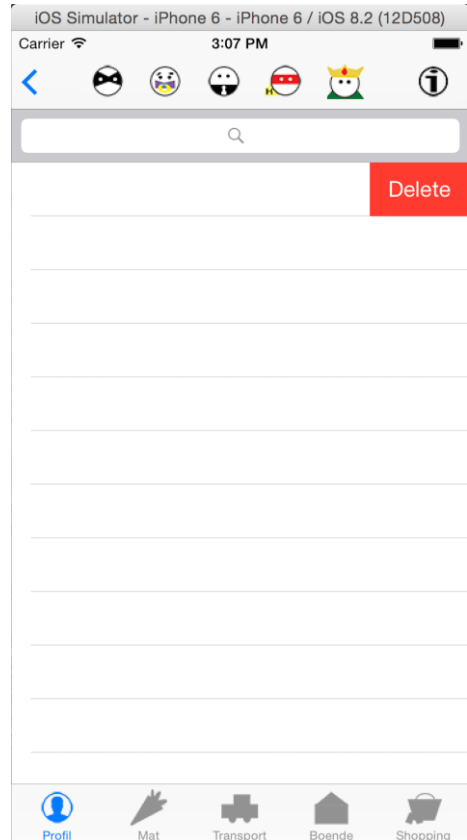 iOS Simulator - iPhone 6 - iPhone 6 / iOS 8.2 (12D508)
Carrier 3:07 PM
H
Delete
Profil Mat Transport Boende Shopping